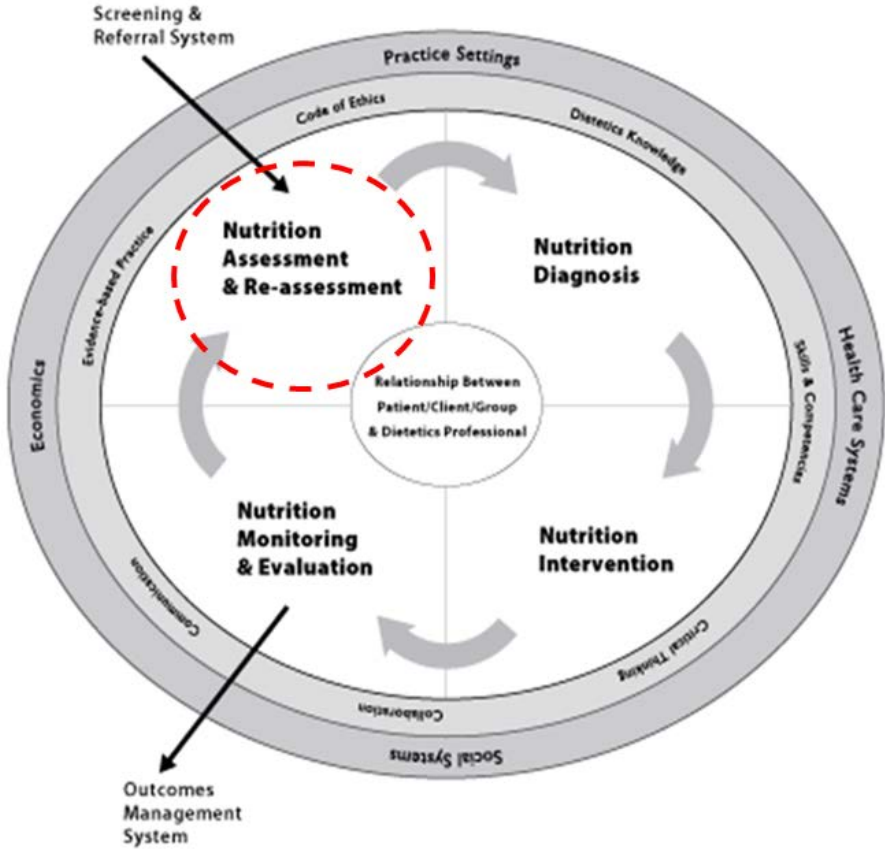 Screening &
Referral System
Practice Settings
Code of Ethics
Dietetics Knowledge
Nutrition
Assessment
& Re-assessment
Nutrition
Diagnosis
Evidence-based Practice
Economics
Relationship Between
Patient/Client/Group
& Dietetics Professional
Skills & Competencies
Health Care Systems
Nutrition
Monitoring
& Evaluation
Nutrition
Intervention
Communication
Critical Thinking
Collaboration
Social Systems
Outcomes
Management
System